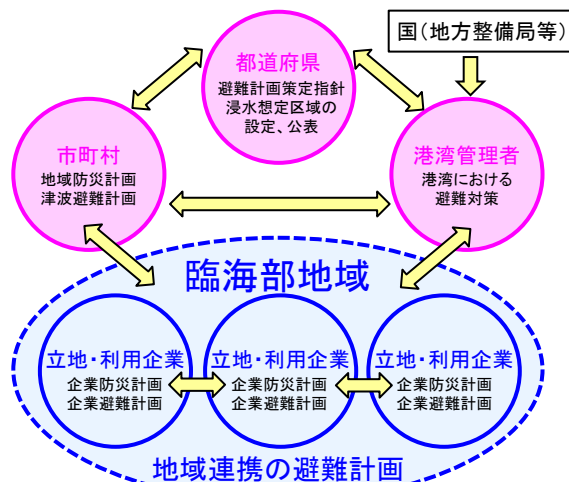 国(地方整備局等)
都道府県
避難計画策定指針
浸水想定区域の
設定、公表
市町村
地域防災計画
津波避難計画
港湾管理者
港湾における
避難対策
臨海部地域
立地・利用企業
企業防災計画
企業避難計画
立地・利用企業
企業防災計画
企業避難計画
立地・利用企業
企業防災計画
企業避難計画
地域連携の避難計画